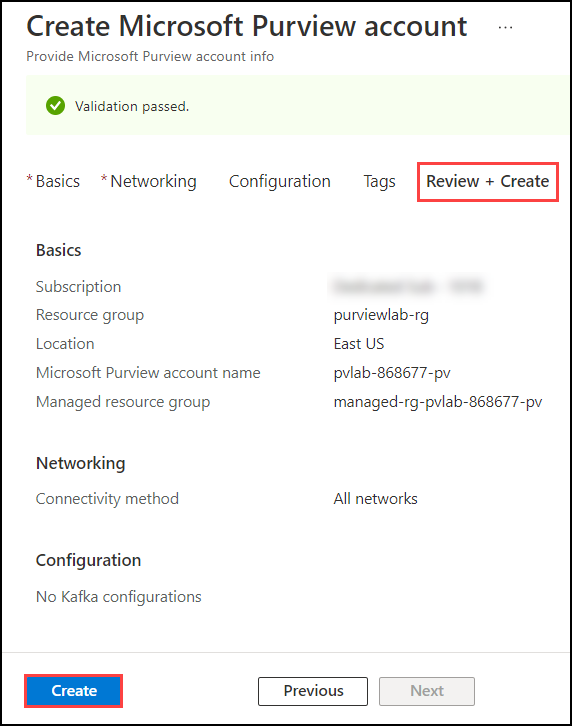 Create Microsoft Purview account ...
Provide Microsoft Purview account info
Validation passed.
* Basics * Networking Configuration Tags Review + Create
Basics
Subscription
Resource group purviewlab-rg
Location East US
Microsoft Purview account name pvlab-868677-pv
Managed resource group managed-rg-pvlab-868677-pv
Networking
Connectivity method All networks
Configuration
No Kafka configurations
Create Previous Next